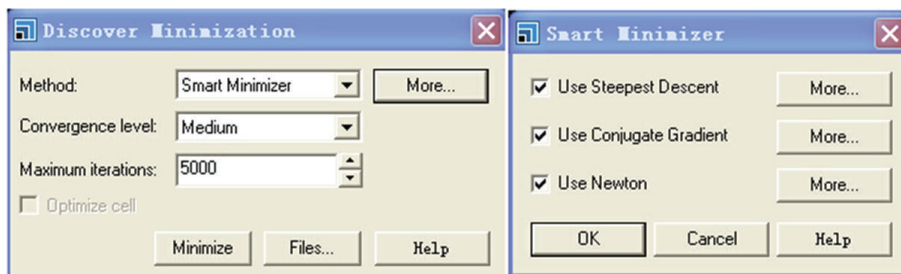 Discover Minimization
Method: Smart Minimizer More...
Convergence level: Medium
Maximum iterations: 5000
Optimize cell
Minimize Files... Help
Smart Minimizer
Use Steepest Descent More...
Use Conjugate Gradient More...
Use Newton More...
OK Cancel Help